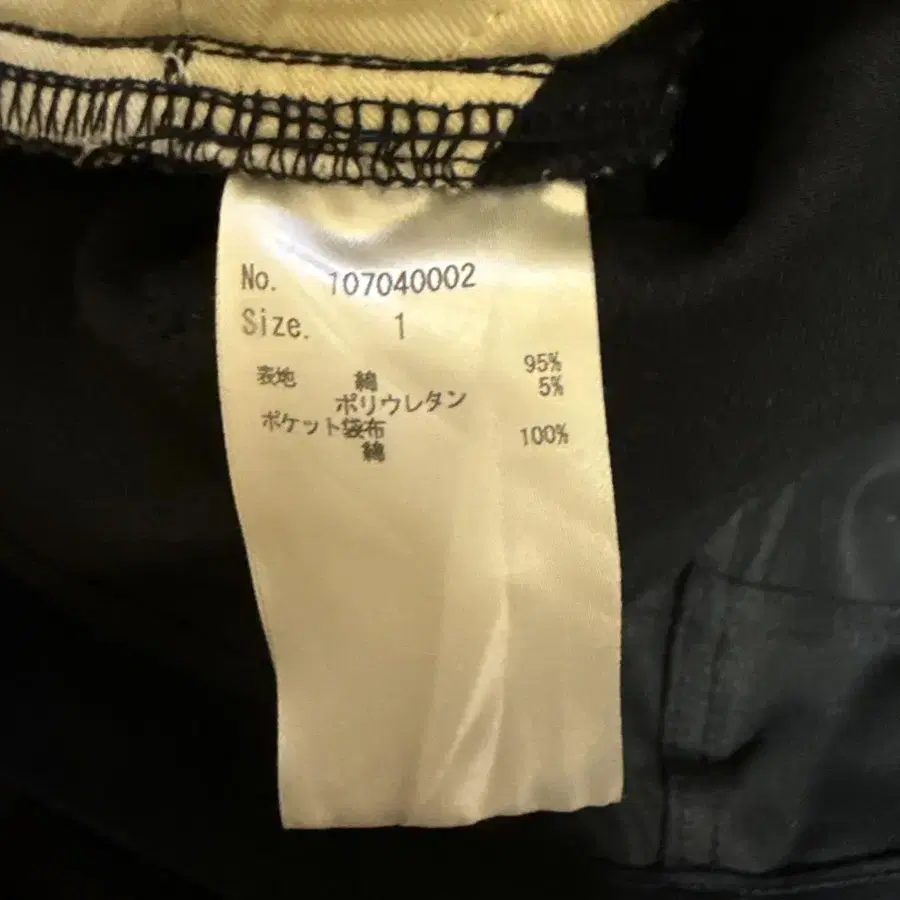 No. 107040002
Size. 1
表地 綿 95%
ポリウレタン 5%
ポケット袋布
綿 100%